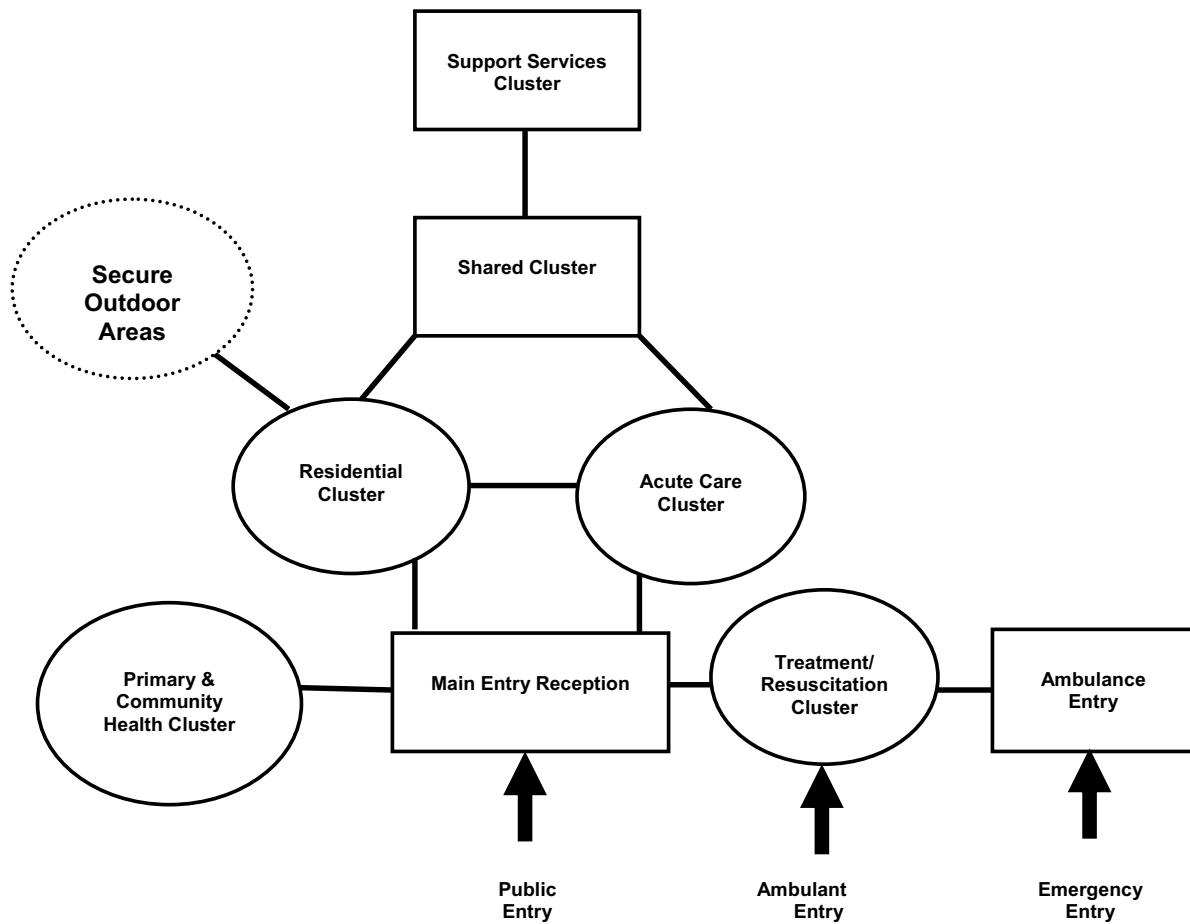 Support Services
Cluster
Shared Cluster
Secure
Outdoor
Areas
Residential
Cluster
Acute Care
Cluster
Primary &
Community
Health Cluster
Main Entry Reception
Treatment/
Resuscitation
Cluster
Ambulance
Entry
Public
Entry
Ambulant
Entry
Emergency
Entry